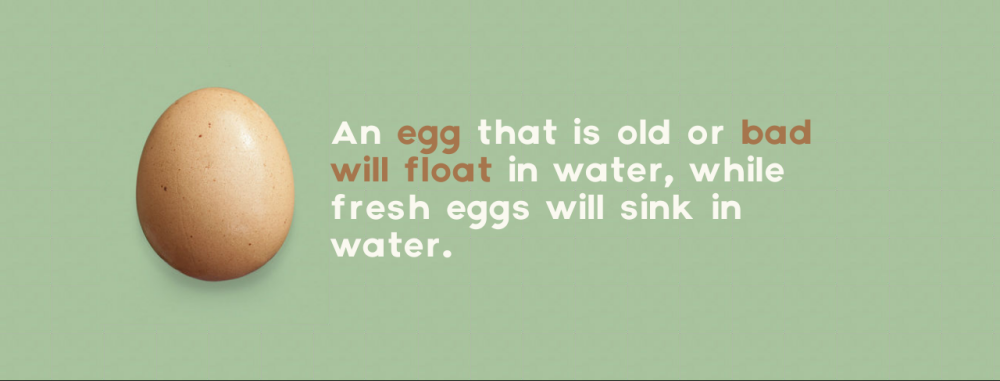 An egg that is old or bad
will float in water, while
fresh eggs will sink in
water.